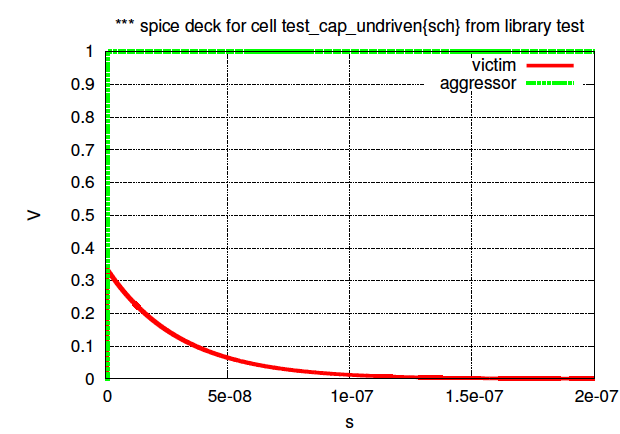 *** spice deck for cell test_cap_undriven{sch} from library test
1
victim
aggressor
0.9
0.8
0.7
0.6
V
0.5
0.4
0.3
0.2
0.1
0
0 5e-08 1e-07 1.5e-07 2e-07
s